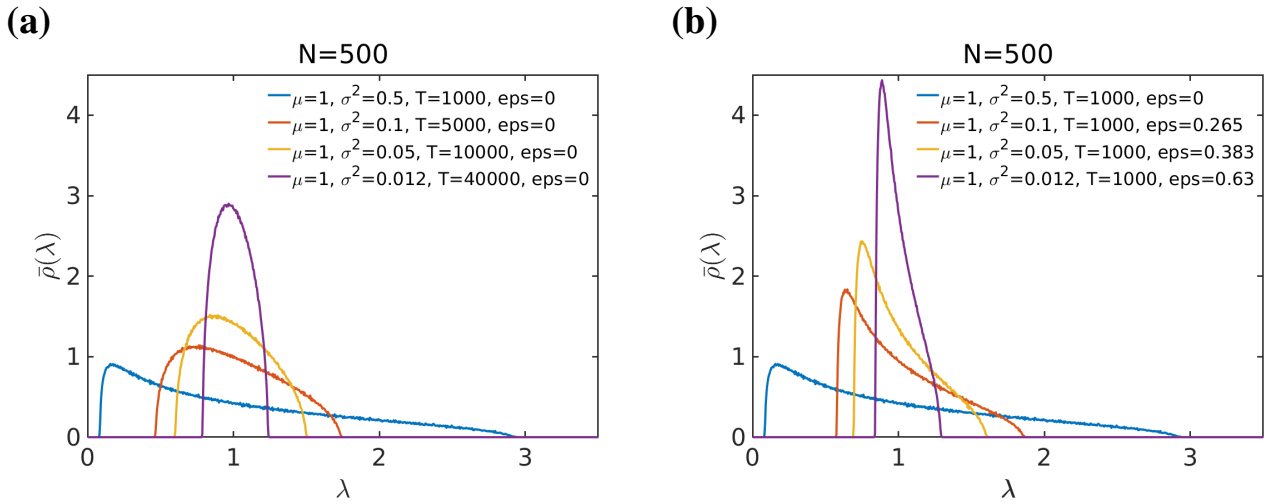 (a)
N=500
μ=1, σ²=0.5, T=1000, eps=0
μ=1, σ²=0.1, T=5000, eps=0
μ=1, σ²=0.05, T=10000, eps=0
μ=1, σ²=0.012, T=40000, eps=0
ρ̄(λ)
4
3
2
1
0
0 1 2 3
λ
(b)
N=500
μ=1, σ²=0.5, T=1000, eps=0
μ=1, σ²=0.1, T=1000, eps=0.265
μ=1, σ²=0.05, T=1000, eps=0.383
μ=1, σ²=0.012, T=1000, eps=0.63
ρ̄(λ)
4
3
2
1
0
0 1 2 3
λ